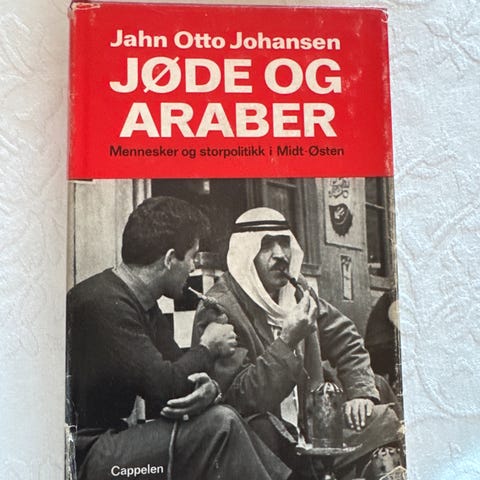 Jahn Otto Johansen
JØDE OG
ARABER
Mennesker og storpolitikk i Midt-Østen
Cappelen